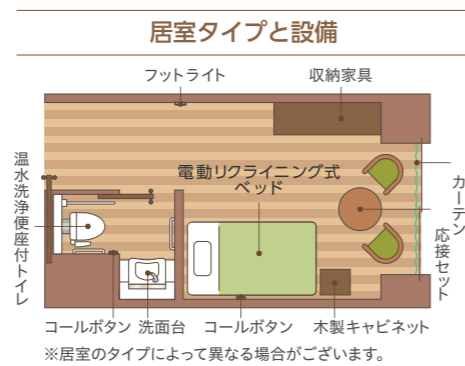 居室タイプと設備
フットライト
収納家具
電動リクライニング式
ベッド
温水洗浄便座付トイレ
カーテン
応接セット
コールボタン
洗面台
コールボタン
木製キャビネット
※居室のタイプによって異なる場合がございます。